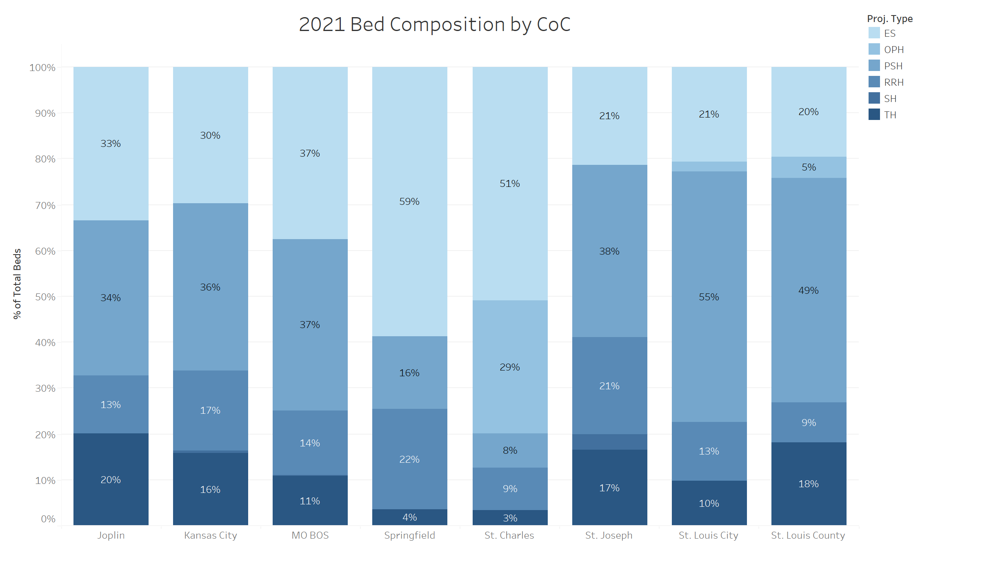 2021 Bed Composition by CoC
Proj. Type
ES
OPH
PSH
RRH
SH
TH
% of Total Beds
100%
90%
80%
70%
60%
50%
40%
30%
20%
10%
0%
33%
34%
13%
20%
30%
36%
17%
16%
37%
37%
14%
11%
59%
16%
22%
4%
51%
29%
8%
9%
3%
21%
38%
21%
17%
21%
55%
13%
10%
20%
5%
49%
9%
18%
Joplin
Kansas City
MO BOS
Springfield
St. Charles
St. Joseph
St. Louis City
St. Louis County